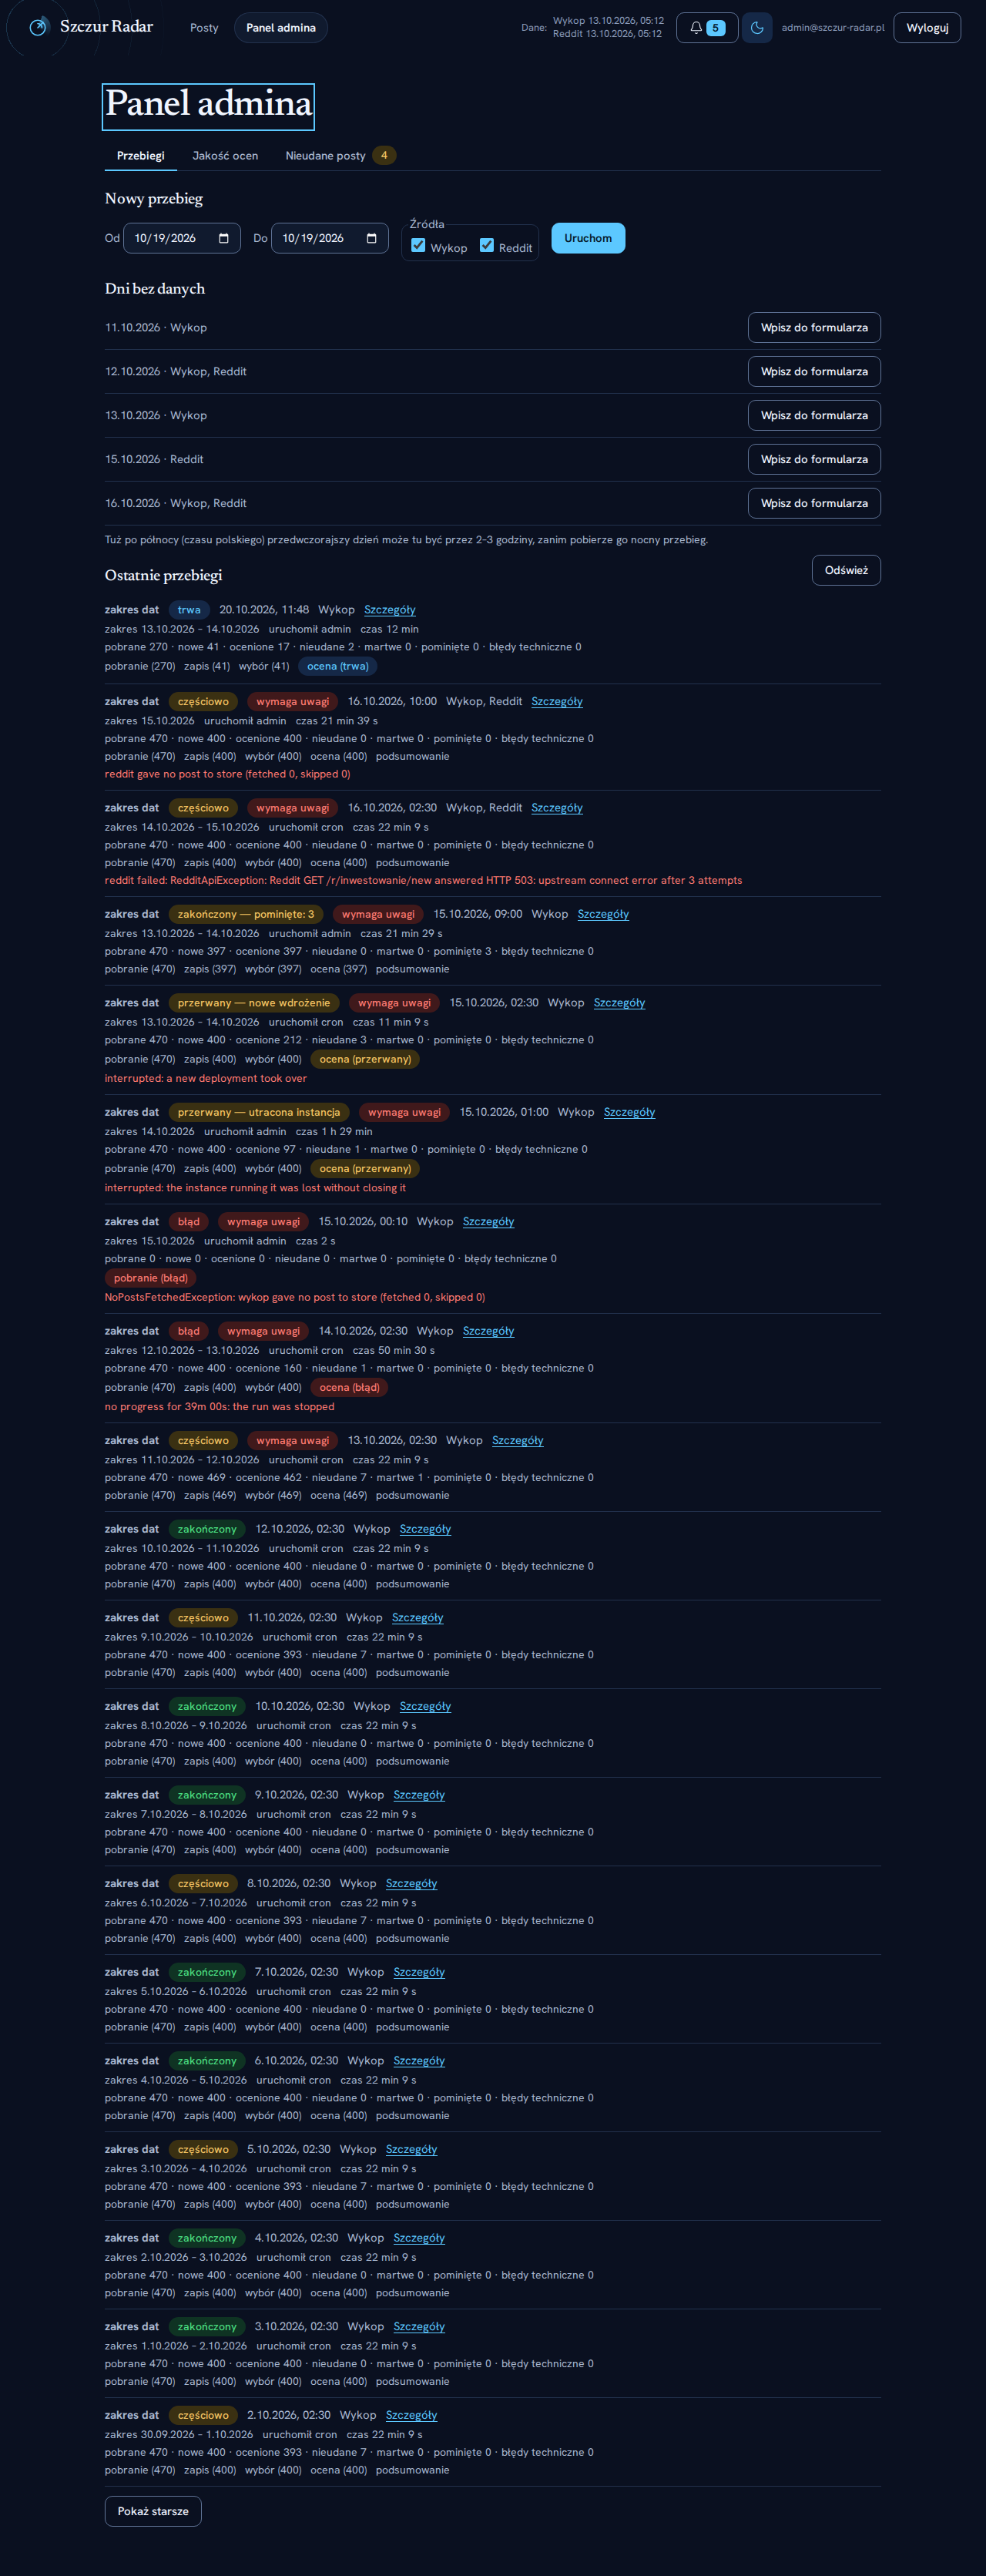 Szczur Radar Posty Panel admina Dane: Wykop 13.10.2026, 05:12 5 admin@szczur-radar.pl Wyloguj
Reddit 13.10.2026, 05:12
Panel admina
Przebiegi Jakość ocen Nieudane posty 4
Nowy przebieg
Źródła
Od 10/19/2026 Do 10/19/2026 Wykop Reddit Uruchom
Dni bez danych
11.10.2026 · Wykop Wpisz do formularza
12.10.2026 · Wykop, Reddit Wpisz do formularza
13.10.2026 · Wykop Wpisz do formularza
15.10.2026 · Reddit Wpisz do formularza
16.10.2026 · Wykop, Reddit Wpisz do formularza
Tuż po północy (czasu polskiego) przedwczorajszy dzień może tu być przez 2–3 godziny, zanim pobierze go nocny przebieg.
Ostatnie przebiegi Odśwież
zakres dat trwa 20.10.2026, 11:48 Wykop Szczegóły
zakres 13.10.2026 – 14.10.2026 uruchomił admin czas 12 min
pobrane 270 · nowe 41 · ocenione 17 · nieudane 2 · martwe 0 · pominięte 0 · błędy techniczne 0
pobranie (270) zapis (41) wybór (41) ocena (trwa)
zakres dat częściowo wymaga uwagi 16.10.2026, 10:00 Wykop, Reddit Szczegóły
zakres 15.10.2026 uruchomił admin czas 21 min 39 s
pobrane 470 · nowe 400 · ocenione 400 · nieudane 0 · martwe 0 · pominięte 0 · błędy techniczne 0
pobranie (470) zapis (400) wybór (400) ocena (400) podsumowanie
reddit gave no post to store (fetched 0, skipped 0)
zakres dat częściowo wymaga uwagi 16.10.2026, 02:30 Wykop, Reddit Szczegóły
zakres 14.10.2026 – 15.10.2026 uruchomił cron czas 22 min 9 s
pobrane 470 · nowe 400 · ocenione 400 · nieudane 0 · martwe 0 · pominięte 0 · błędy techniczne 0
pobranie (470) zapis (400) wybór (400) ocena (400) podsumowanie
reddit failed: RedditApiException: Reddit GET /r/inwestowanie/new answered HTTP 503: upstream connect error after 3 attempts
zakres dat zakończony — pominięte: 3 wymaga uwagi 15.10.2026, 09:00 Wykop Szczegóły
zakres 13.10.2026 – 14.10.2026 uruchomił admin czas 21 min 29 s
pobrane 470 · nowe 397 · ocenione 397 · nieudane 0 · martwe 0 · pominięte 3 · błędy techniczne 0
pobranie (470) zapis (397) wybór (397) ocena (397) podsumowanie
zakres dat przerwany — nowe wdrożenie wymaga uwagi 15.10.2026, 02:30 Wykop Szczegóły
zakres 13.10.2026 – 14.10.2026 uruchomił cron czas 11 min 9 s
pobrane 470 · nowe 400 · ocenione 212 · nieudane 3 · martwe 0 · pominięte 0 · błędy techniczne 0
pobranie (470) zapis (400) wybór (400) ocena (przerwany)
interrupted: a new deployment took over
zakres dat przerwany — utracona instancja wymaga uwagi 15.10.2026, 01:00 Wykop Szczegóły
zakres 14.10.2026 uruchomił admin czas 1 h 29 min
pobrane 470 · nowe 400 · ocenione 97 · nieudane 1 · martwe 0 · pominięte 0 · błędy techniczne 0
pobranie (470) zapis (400) wybór (400) ocena (przerwany)
interrupted: the instance running it was lost without closing it
zakres dat błąd wymaga uwagi 15.10.2026, 00:10 Wykop Szczegóły
zakres 15.10.2026 uruchomił admin czas 2 s
pobrane 0 · nowe 0 · ocenione 0 · nieudane 0 · martwe 0 · pominięte 0 · błędy techniczne 0
pobranie (błąd)
NoPostsFetchedException: wykop gave no post to store (fetched 0, skipped 0)
zakres dat błąd wymaga uwagi 14.10.2026, 02:30 Wykop Szczegóły
zakres 12.10.2026 – 13.10.2026 uruchomił cron czas 50 min 30 s
pobrane 470 · nowe 400 · ocenione 160 · nieudane 1 · martwe 0 · pominięte 0 · błędy techniczne 0
pobranie (470) zapis (400) wybór (400) ocena (błąd)
no progress for 39m 00s: the run was stopped
zakres dat częściowo wymaga uwagi 13.10.2026, 02:30 Wykop Szczegóły
zakres 11.10.2026 – 12.10.2026 uruchomił cron czas 22 min 9 s
pobrane 470 · nowe 469 · ocenione 462 · nieudane 7 · martwe 1 · pominięte 0 · błędy techniczne 0
pobranie (470) zapis (469) wybór (469) ocena (469) podsumowanie
zakres dat zakończony 12.10.2026, 02:30 Wykop Szczegóły
zakres 10.10.2026 – 11.10.2026 uruchomił cron czas 22 min 9 s
pobrane 470 · nowe 400 · ocenione 400 · nieudane 0 · martwe 0 · pominięte 0 · błędy techniczne 0
pobranie (470) zapis (400) wybór (400) ocena (400) podsumowanie
zakres dat częściowo 11.10.2026, 02:30 Wykop Szczegóły
zakres 9.10.2026 – 10.10.2026 uruchomił cron czas 22 min 9 s
pobrane 470 · nowe 400 · ocenione 393 · nieudane 7 · martwe 0 · pominięte 0 · błędy techniczne 0
pobranie (470) zapis (400) wybór (400) ocena (400) podsumowanie
zakres dat zakończony 10.10.2026, 02:30 Wykop Szczegóły
zakres 8.10.2026 – 9.10.2026 uruchomił cron czas 22 min 9 s
pobrane 470 · nowe 400 · ocenione 400 · nieudane 0 · martwe 0 · pominięte 0 · błędy techniczne 0
pobranie (470) zapis (400) wybór (400) ocena (400) podsumowanie
zakres dat zakończony 9.10.2026, 02:30 Wykop Szczegóły
zakres 7.10.2026 – 8.10.2026 uruchomił cron czas 22 min 9 s
pobrane 470 · nowe 400 · ocenione 400 · nieudane 0 · martwe 0 · pominięte 0 · błędy techniczne 0
pobranie (470) zapis (400) wybór (400) ocena (400) podsumowanie
zakres dat częściowo 8.10.2026, 02:30 Wykop Szczegóły
zakres 6.10.2026 – 7.10.2026 uruchomił cron czas 22 min 9 s
pobrane 470 · nowe 400 · ocenione 393 · nieudane 7 · martwe 0 · pominięte 0 · błędy techniczne 0
pobranie (470) zapis (400) wybór (400) ocena (400) podsumowanie
zakres dat zakończony 7.10.2026, 02:30 Wykop Szczegóły
zakres 5.10.2026 – 6.10.2026 uruchomił cron czas 22 min 9 s
pobrane 470 · nowe 400 · ocenione 400 · nieudane 0 · martwe 0 · pominięte 0 · błędy techniczne 0
pobranie (470) zapis (400) wybór (400) ocena (400) podsumowanie
zakres dat zakończony 6.10.2026, 02:30 Wykop Szczegóły
zakres 4.10.2026 – 5.10.2026 uruchomił cron czas 22 min 9 s
pobrane 470 · nowe 400 · ocenione 400 · nieudane 0 · martwe 0 · pominięte 0 · błędy techniczne 0
pobranie (470) zapis (400) wybór (400) ocena (400) podsumowanie
zakres dat częściowo 5.10.2026, 02:30 Wykop Szczegóły
zakres 3.10.2026 – 4.10.2026 uruchomił cron czas 22 min 9 s
pobrane 470 · nowe 400 · ocenione 393 · nieudane 7 · martwe 0 · pominięte 0 · błędy techniczne 0
pobranie (470) zapis (400) wybór (400) ocena (400) podsumowanie
zakres dat zakończony 4.10.2026, 02:30 Wykop Szczegóły
zakres 2.10.2026 – 3.10.2026 uruchomił cron czas 22 min 9 s
pobrane 470 · nowe 400 · ocenione 400 · nieudane 0 · martwe 0 · pominięte 0 · błędy techniczne 0
pobranie (470) zapis (400) wybór (400) ocena (400) podsumowanie
zakres dat zakończony 3.10.2026, 02:30 Wykop Szczegóły
zakres 1.10.2026 – 2.10.2026 uruchomił cron czas 22 min 9 s
pobrane 470 · nowe 400 · ocenione 400 · nieudane 0 · martwe 0 · pominięte 0 · błędy techniczne 0
pobranie (470) zapis (400) wybór (400) ocena (400) podsumowanie
zakres dat częściowo 2.10.2026, 02:30 Wykop Szczegóły
zakres 30.09.2026 – 1.10.2026 uruchomił cron czas 22 min 9 s
pobrane 470 · nowe 400 · ocenione 393 · nieudane 7 · martwe 0 · pominięte 0 · błędy techniczne 0
pobranie (470) zapis (400) wybór (400) ocena (400) podsumowanie
Pokaż starsze